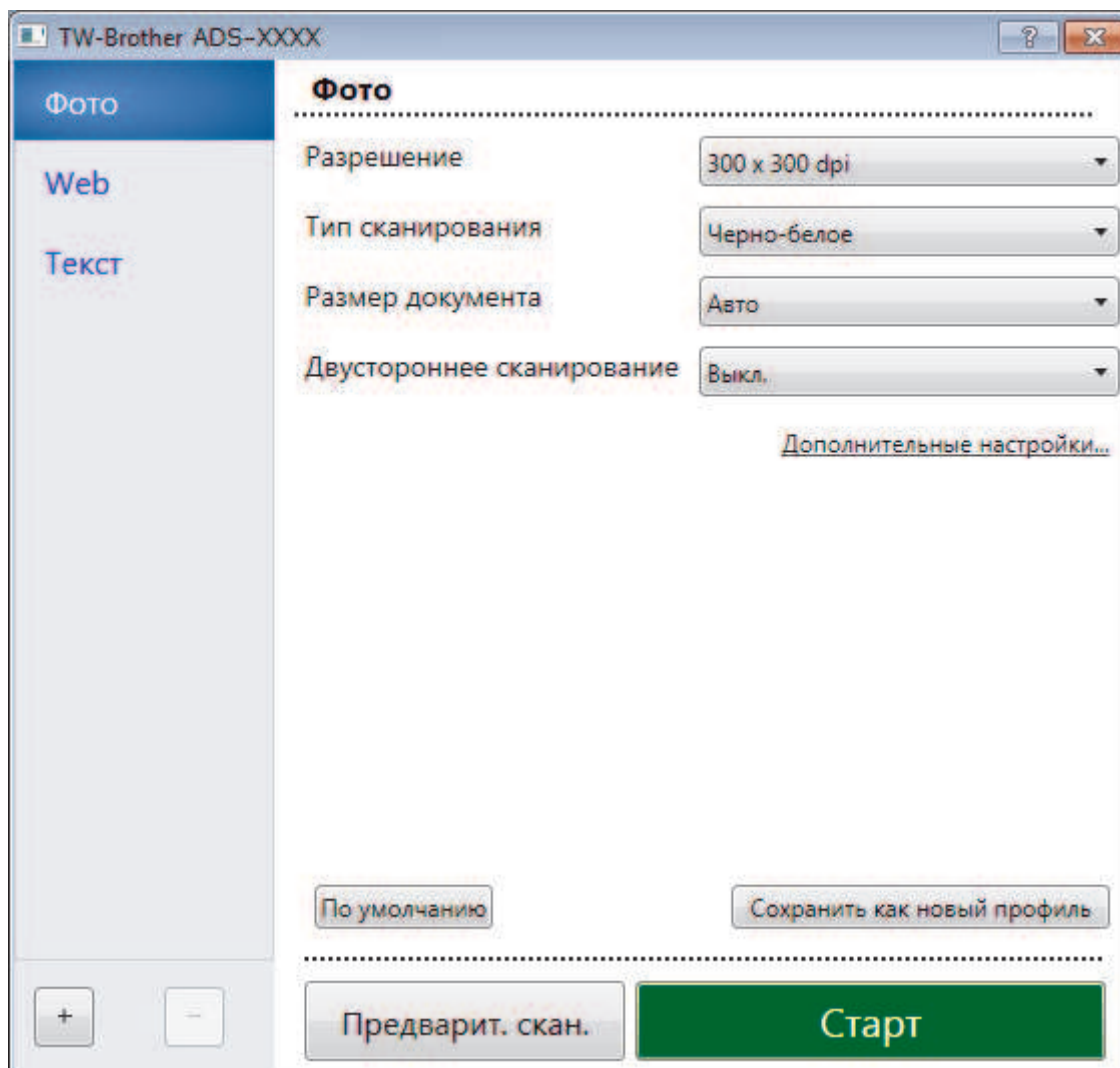 TW-Brother ADS-XXXX
Фото
Web
Текст
Фото
Разрешение
300 x 300 dpi
Тип сканирования
Черно-белое
Размер документа
Авто
Двустороннее сканирование
Выкл.
Дополнительные настройки...
По умолчанию
Сохранить как новый профиль
+
−
Предварит. скан.
Старт